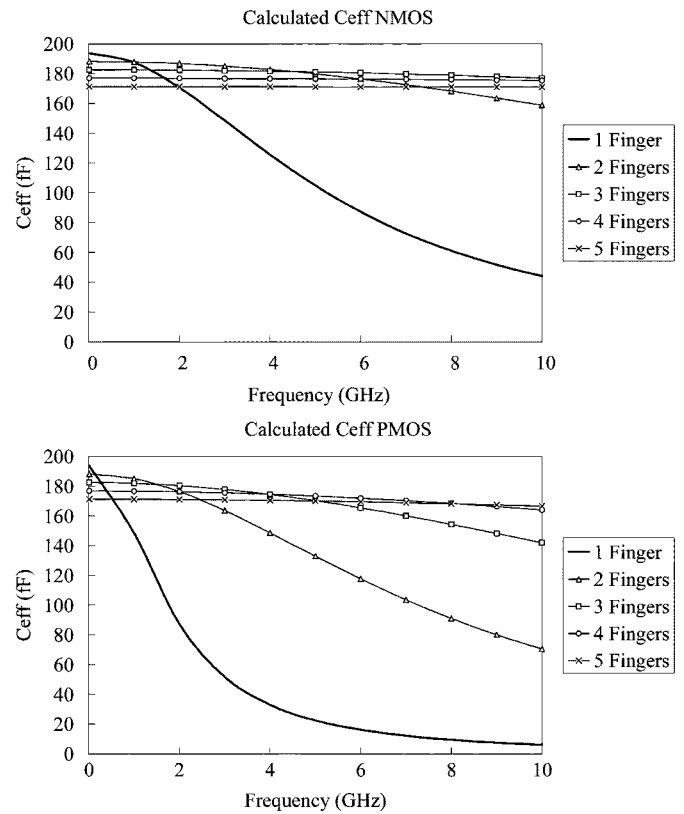 Calculated Ceff NMOS
200
180
160
140
120
100
80
60
40
20
0
Ceff (fF)
0 2 4 6 8 10
Frequency (GHz)
1 Finger
2 Fingers
3 Fingers
4 Fingers
5 Fingers
Calculated Ceff PMOS
200
180
160
140
120
100
80
60
40
20
0
Ceff (fF)
0 2 4 6 8 10
Frequency (GHz)
1 Finger
2 Fingers
3 Fingers
4 Fingers
5 Fingers